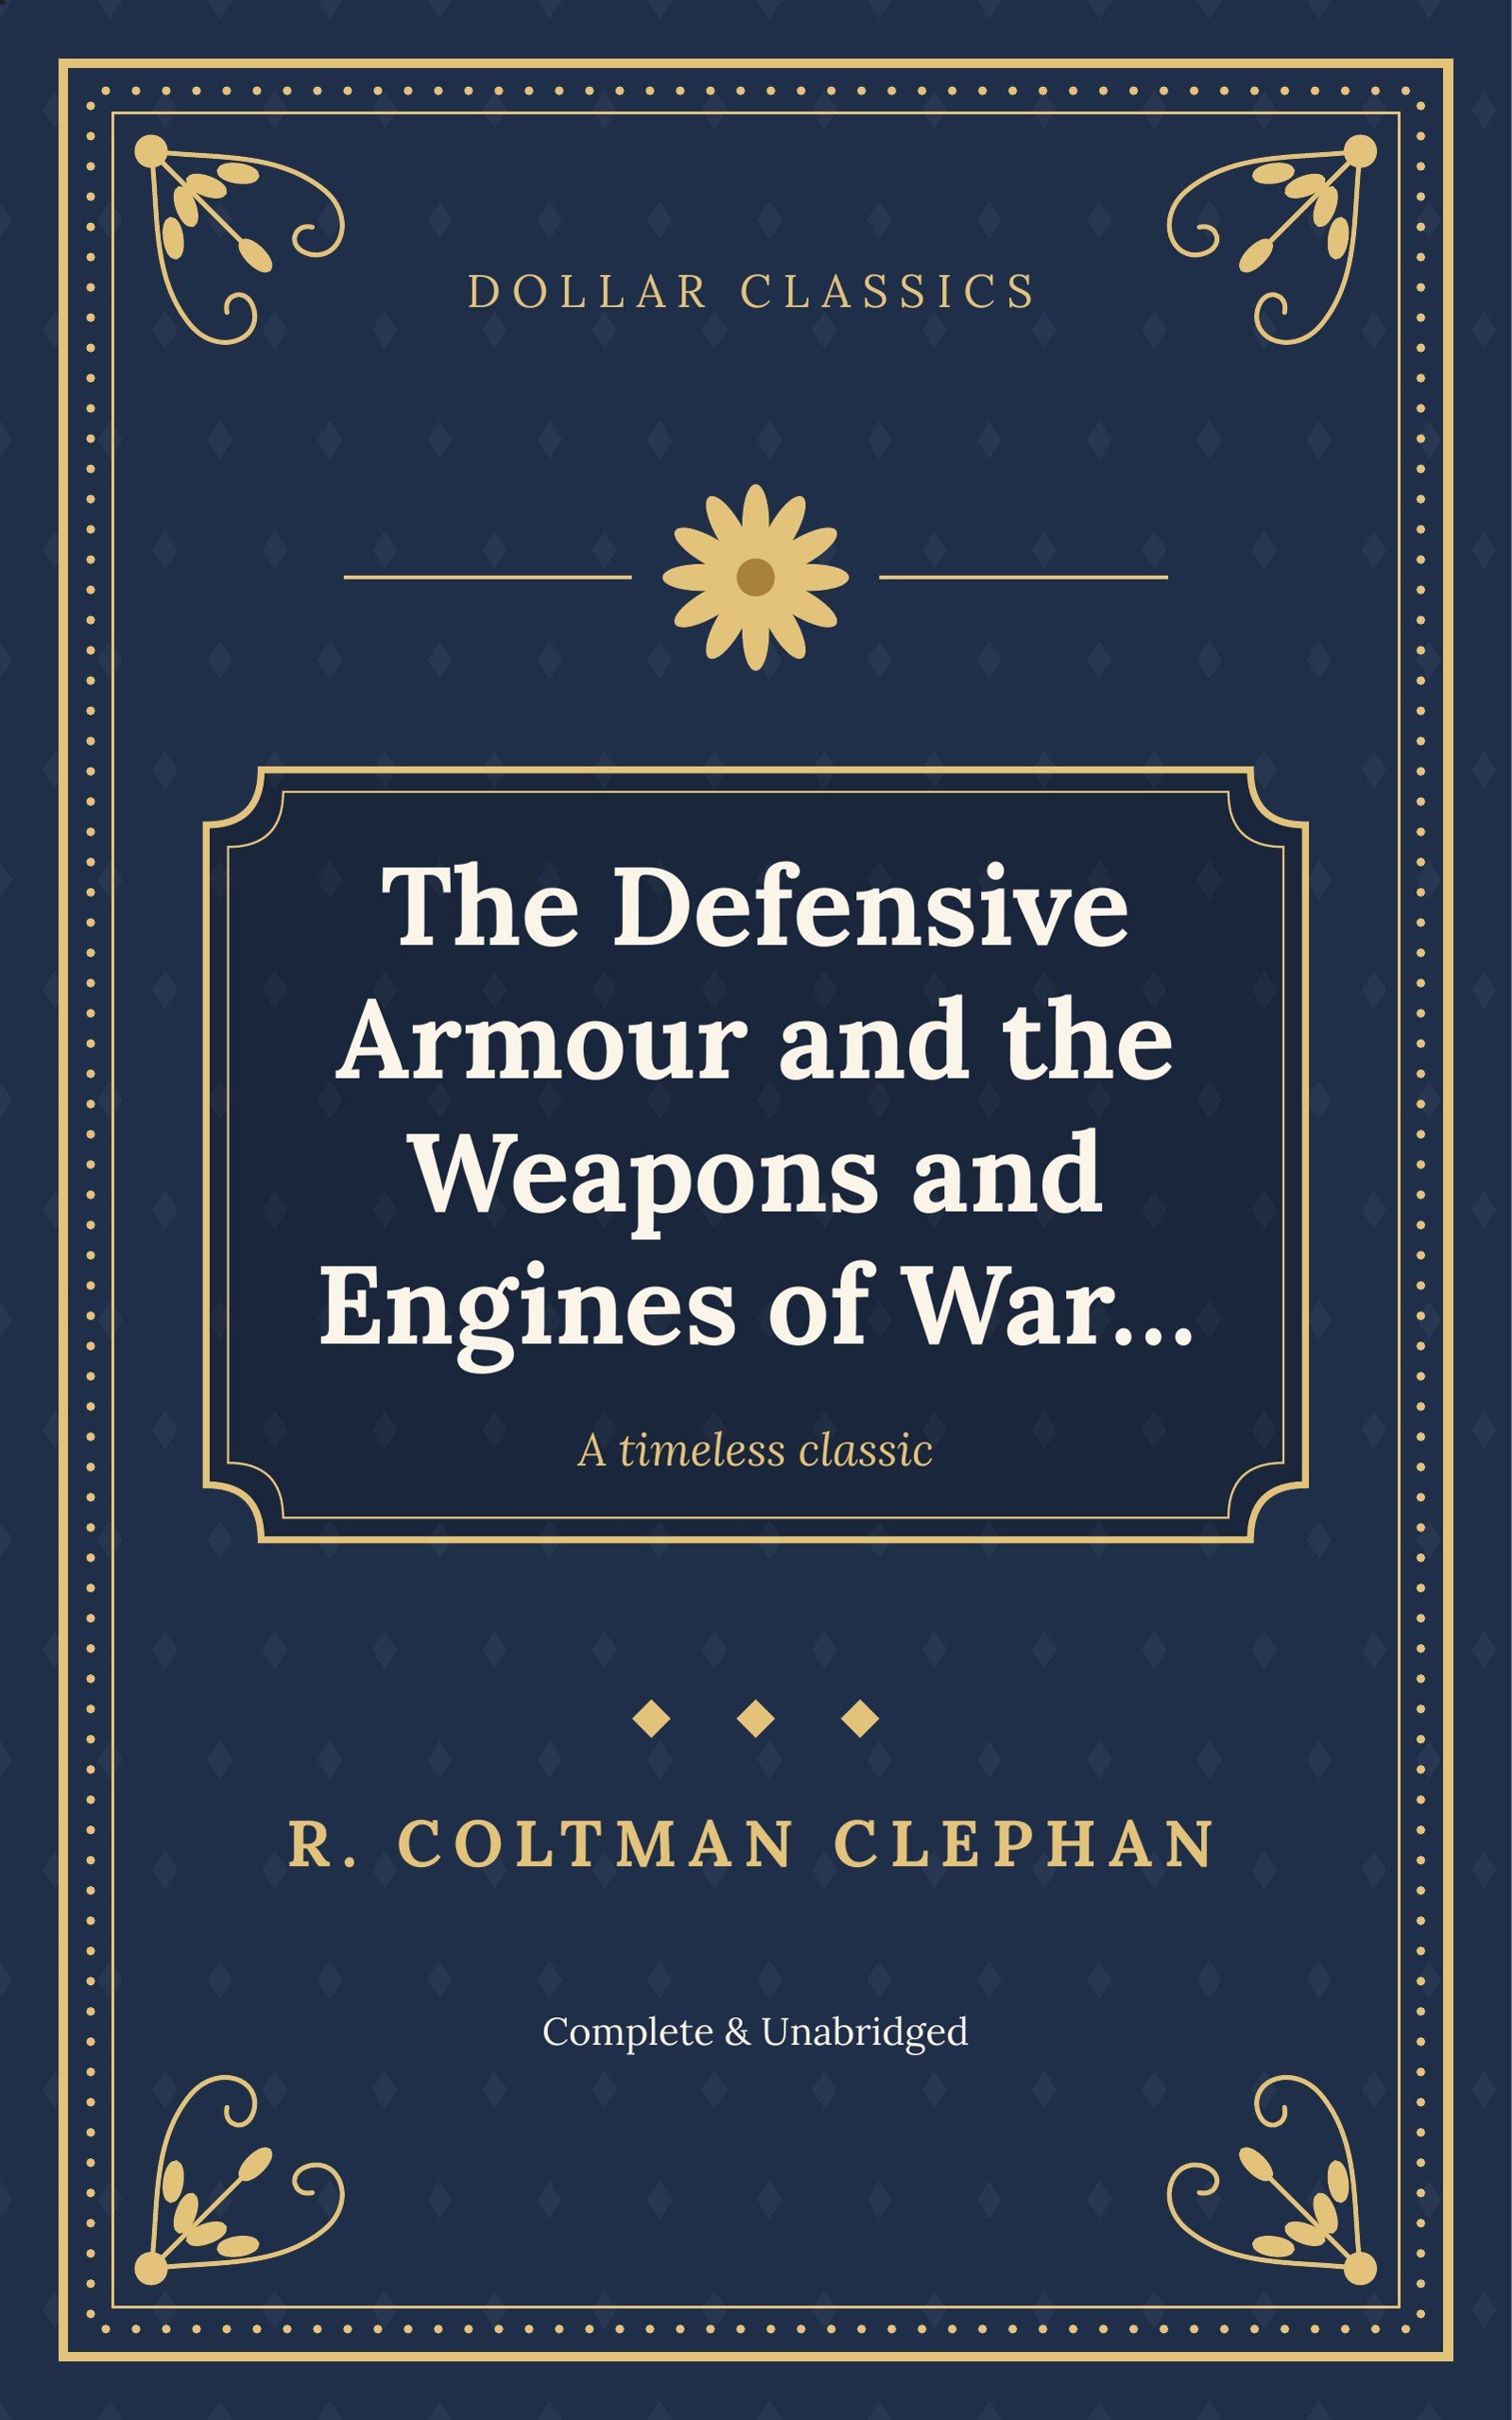 DOLLAR CLASSICS
The Defensive
Armour and the
Weapons and
Engines of War...
A timeless classic
R. COLTMAN CLEPHAN
Complete & Unabridged